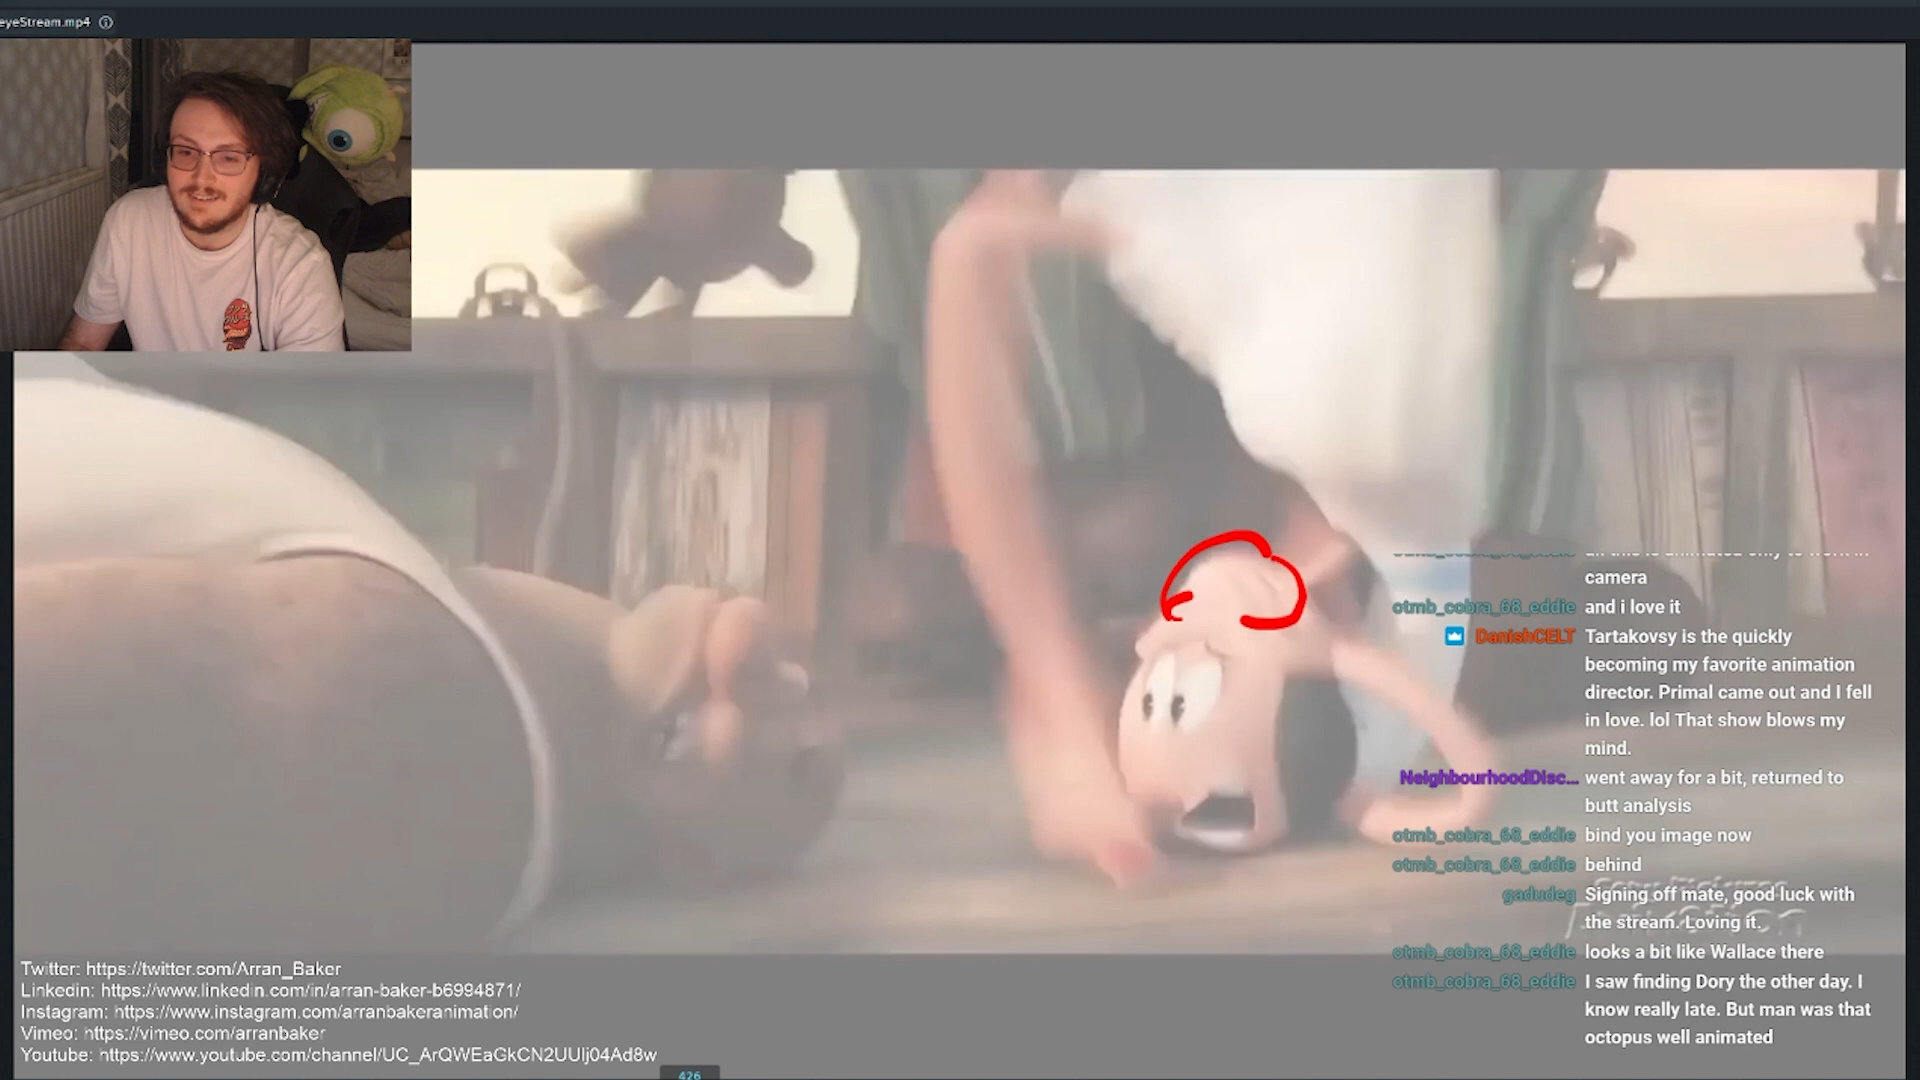 eyeStream.mp4
camera
otmb_cobra_68_eddie and i love it
DanishCELT Tartakovsy is the quickly
becoming my favorite animation
director. Primal came out and I fell
in love. lol That show blows my
mind.
NeighbourhoodDisc... went away for a bit, returned to
butt analysis
otmb_cobra_68_eddie bind you image now
otmb_cobra_68_eddie behind
gadudeg Signing off mate, good luck with
the stream. Loving it.
otmb_cobra_68_eddie looks a bit like Wallace there
otmb_cobra_68_eddie I saw finding Dory the other day. I
know really late. But man was that
octopus well animated
Twitter: https://twitter.com/Arran_Baker
Linkedin: https://www.linkedin.com/in/arran-baker-b6994871/
Instagram: https://www.instagram.com/arranbakeranimation/
Vimeo: https://vimeo.com/arranbaker
Youtube: https://www.youtube.com/channel/UC_ArQWEaGkCN2UUlj04Ad8w
426